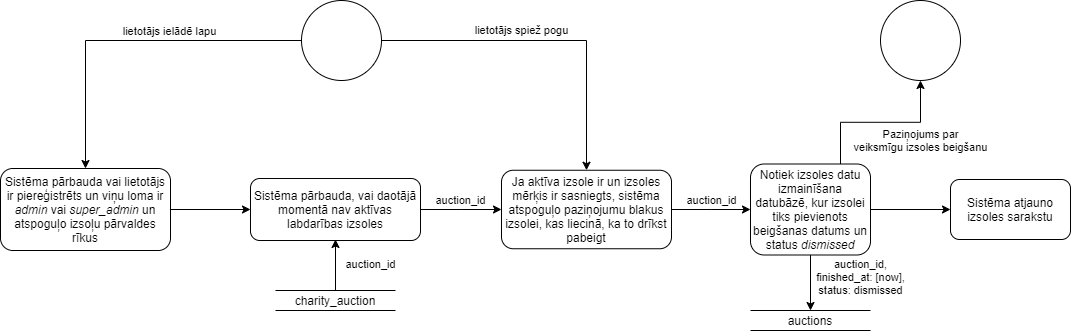 lietotājs ielādē lapu
lietotājs spiež pogu
Paziņojums par
veiksmīgu izsoles beigšanu
Sistēma pārbauda vai lietotājs
ir piereģistrēts un viņu loma ir
admin vai super_admin un
atspoguļo izsoļu pārvaldes
rīkus
Sistēma pārbauda, vai daotājā
momentā nav aktīvas
labdarības izsoles
auction_id
Ja aktīva izsole ir un izsoles
mērķis ir sasniegts, sistēma
atspoguļo paziņojumu blakus
izsolei, kas liecinā, ka to drīkst
pabeigt
auction_id
Notiek izsoles datu
izmainīšana
datubāzē, kur izsolei
tiks pievienots
beigšanas datums un
status dismissed
Sistēma atjauno
izsoles sarakstu
auction_id
charity_auction
auction_id,
finished_at: [now],
status: dismissed
auctions